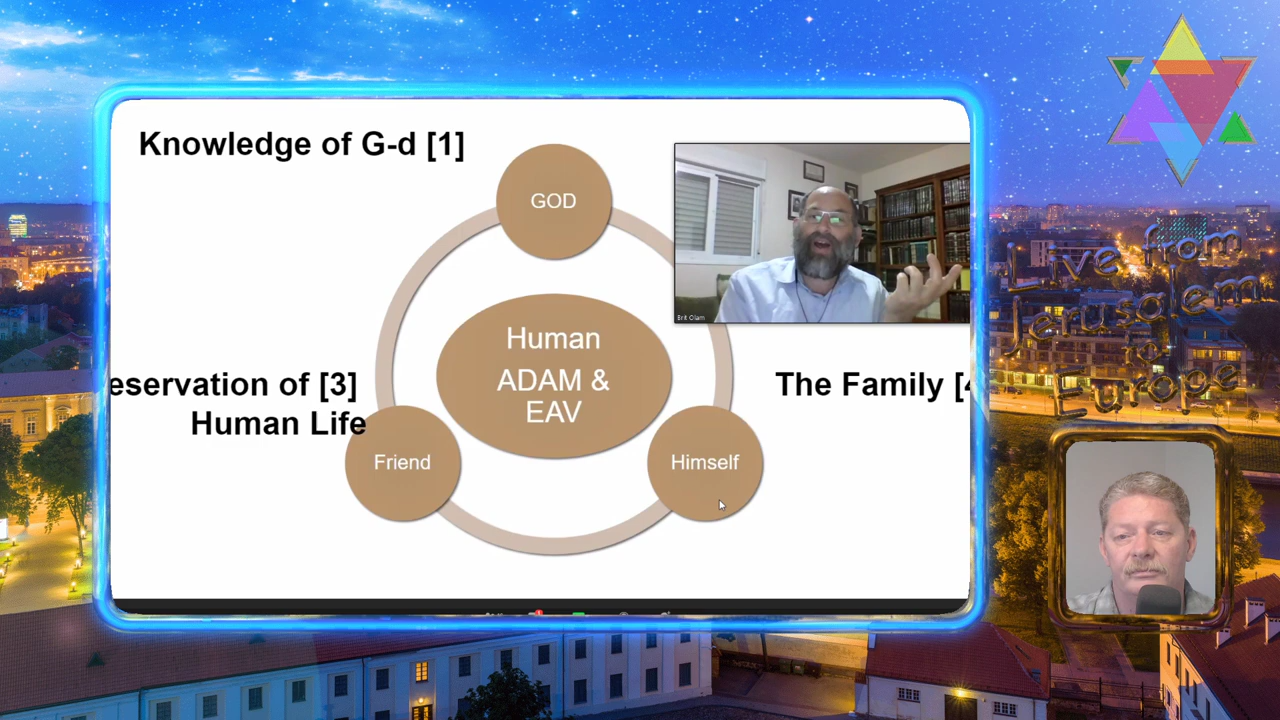 Knowledge of G-d [1]
GOD
Brit Olam
Human
ADAM &
EAV
eservation of [3]
Human Life
The Family [4
Friend
Himself
Live from
Jerusalem
to
Europe